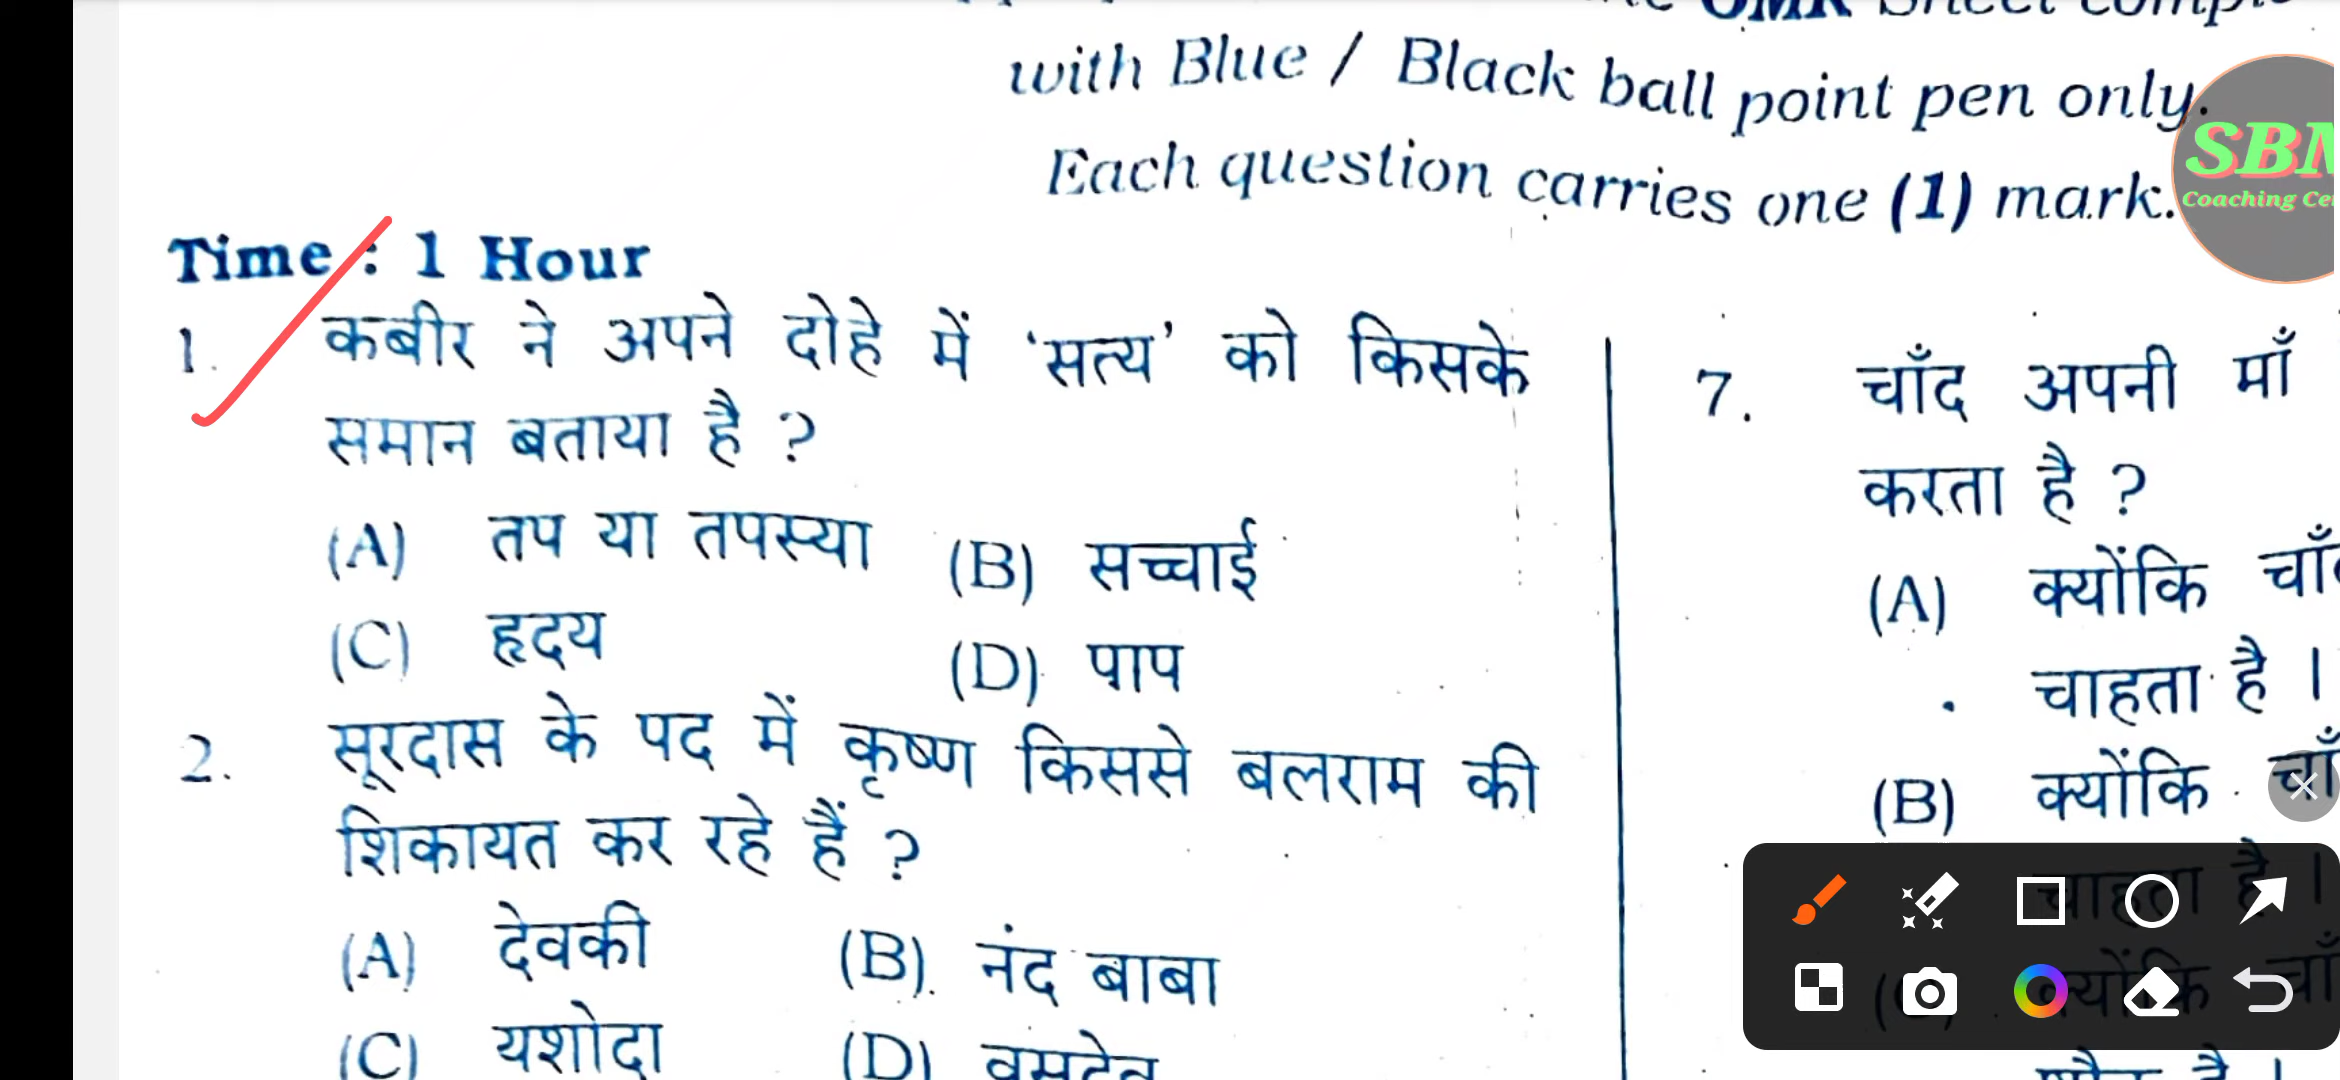 with Blue / Black ball point pen only.
Each question carries one (1) mark.
SBM
Coaching Ce
Time : 1 Hour
1. कबीर ने अपने दोहे में ‘सत्य’ को किसके
समान बताया है ?
(A) तप या तपस्या (B) सच्चाई
(C) हृदय (D) पाप
2. सूरदास के पद में कृष्ण किससे बलराम की
शिकायत कर रहे हैं ?
(A) देवकी (B) नंद बाबा
(C) यशोदा (D)
7. चाँद अपनी माँ
करता है ?
(A) क्योंकि
चाहता है ।
(B) क्योंकि
चाहता है ।